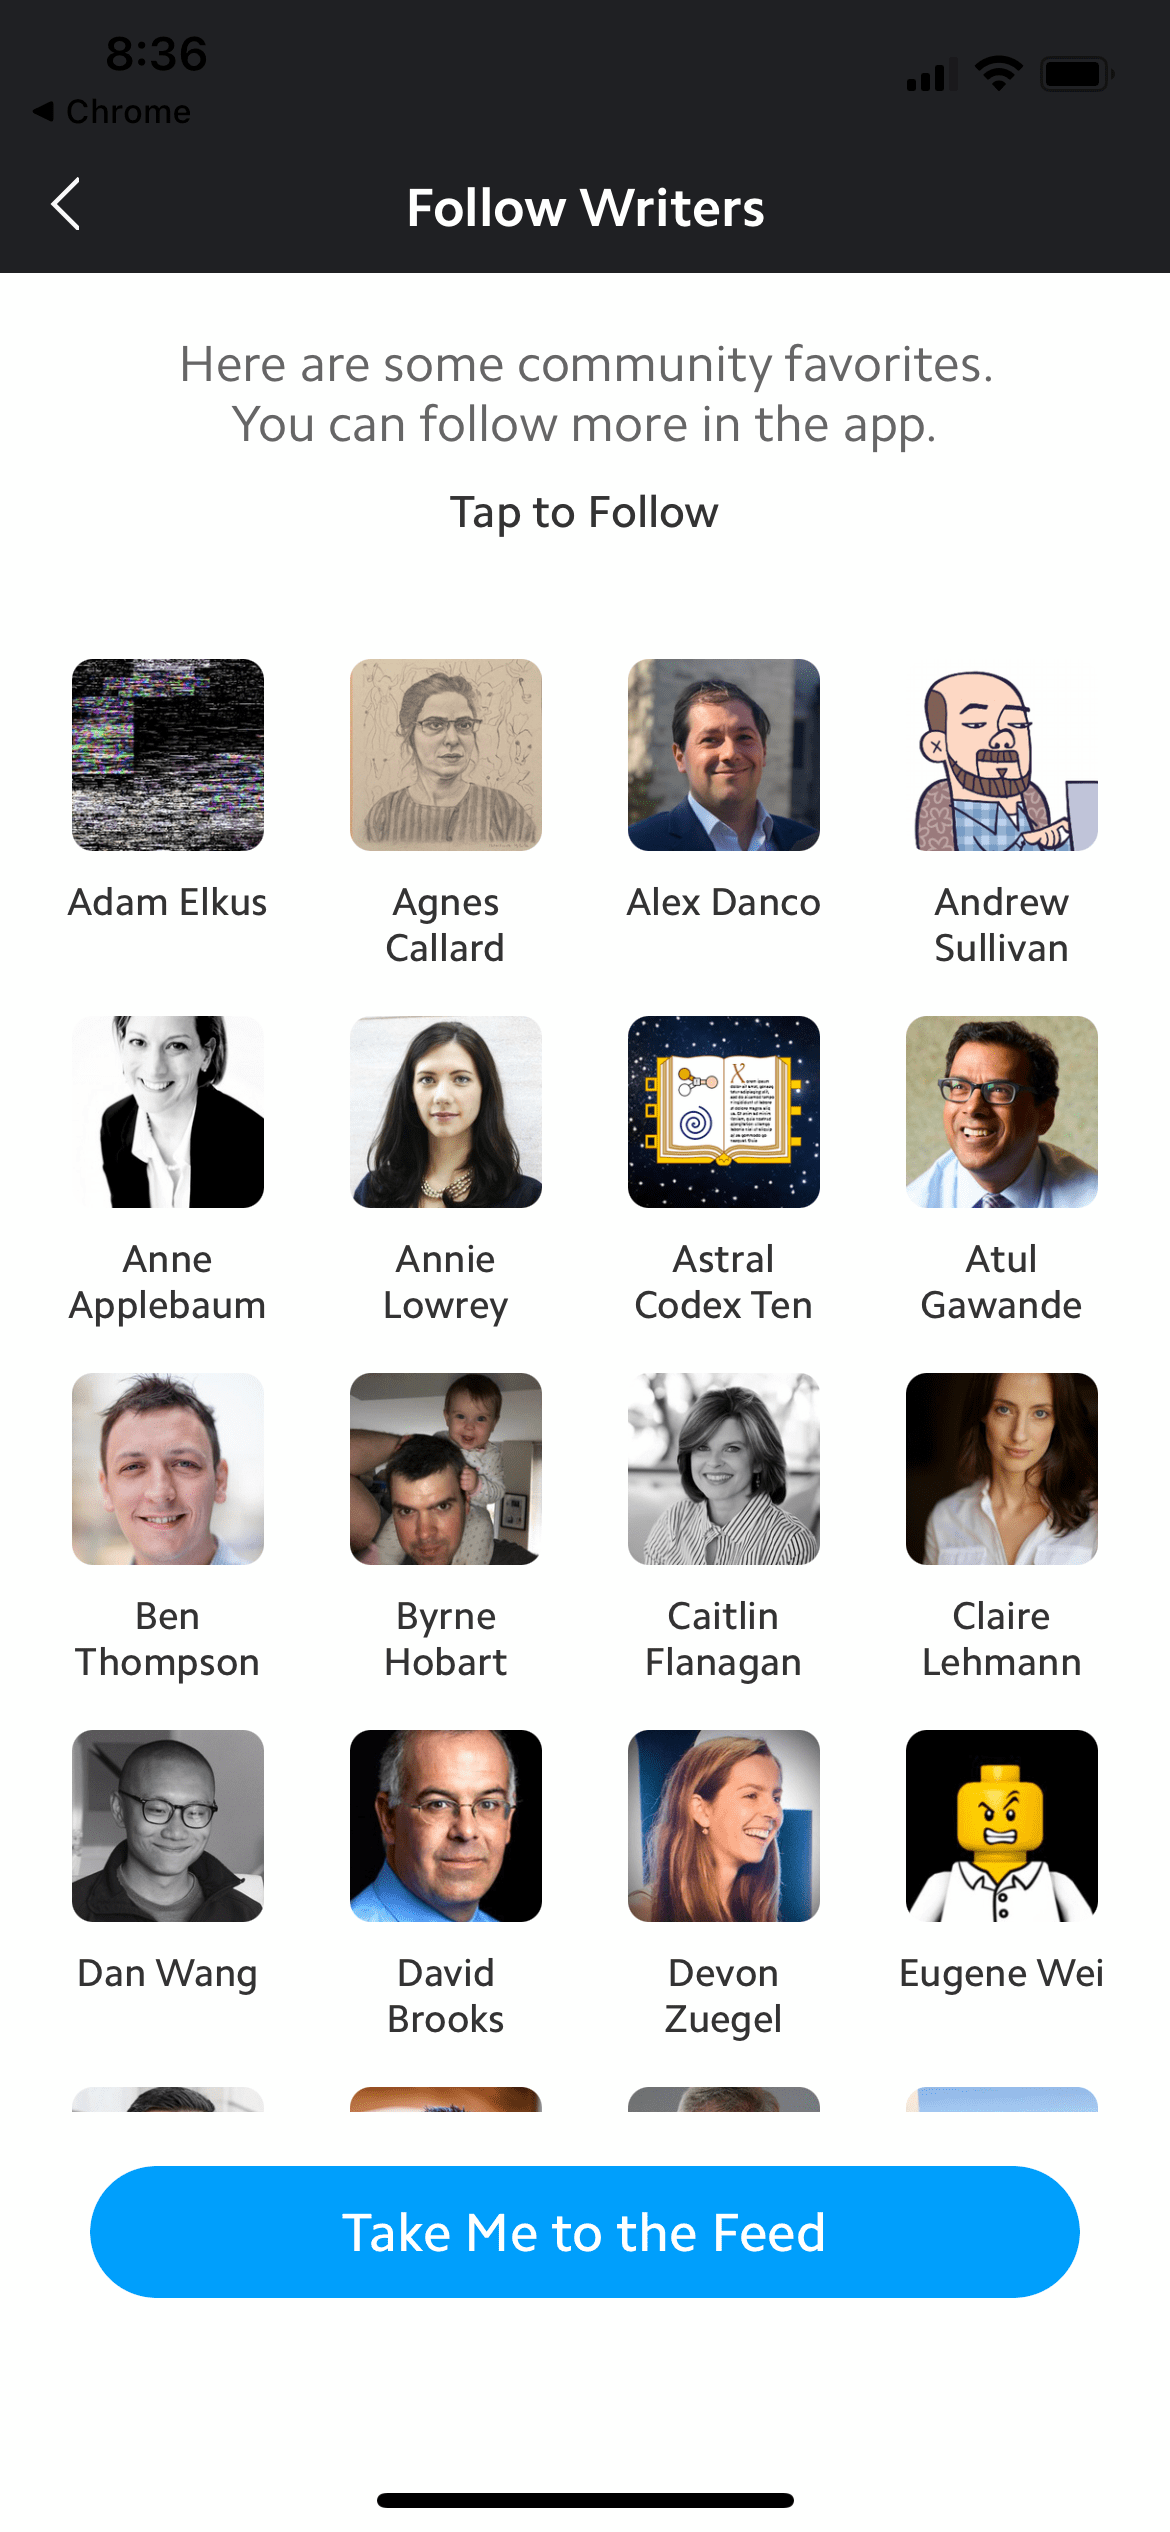 8:36
Chrome
Follow Writers
Here are some community favorites.
You can follow more in the app.
Tap to Follow
Adam Elkus
Agnes
Callard
Alex Danco
Andrew
Sullivan
Anne
Applebaum
Annie
Lowrey
Astral
Codex Ten
Atul
Gawande
Ben
Thompson
Byrne
Hobart
Caitlin
Flanagan
Claire
Lehmann
Dan Wang
David
Brooks
Devon
Zuegel
Eugene Wei
Take Me to the Feed